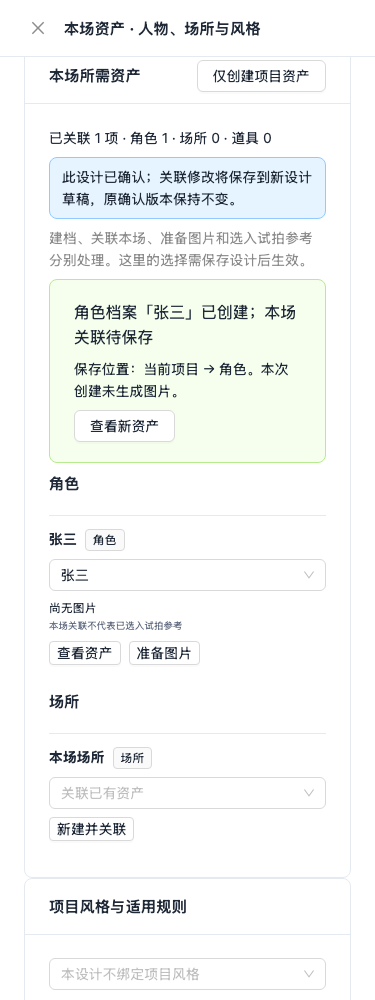 本场资产 · 人物、场所与风格
本场所需资产
仅创建项目资产
已关联 1 项 · 角色 1 · 场所 0 · 道具 0
此设计已确认；关联修改将保存到新设计
草稿，原确认版本保持不变。
建档、关联本场、准备图片和选入试拍参考
分别处理。这里的选择需保存设计后生效。
角色档案「张三」已创建；本场
关联待保存
保存位置：当前项目 → 角色。本次
创建未生成图片。
查看新资产
角色
张三 角色
张三
尚无图片
本场关联不代表已选入试拍参考
查看资产 准备图片
场所
本场场所 场所
关联已有资产
新建并关联
项目风格与适用规则
本设计不绑定项目风格